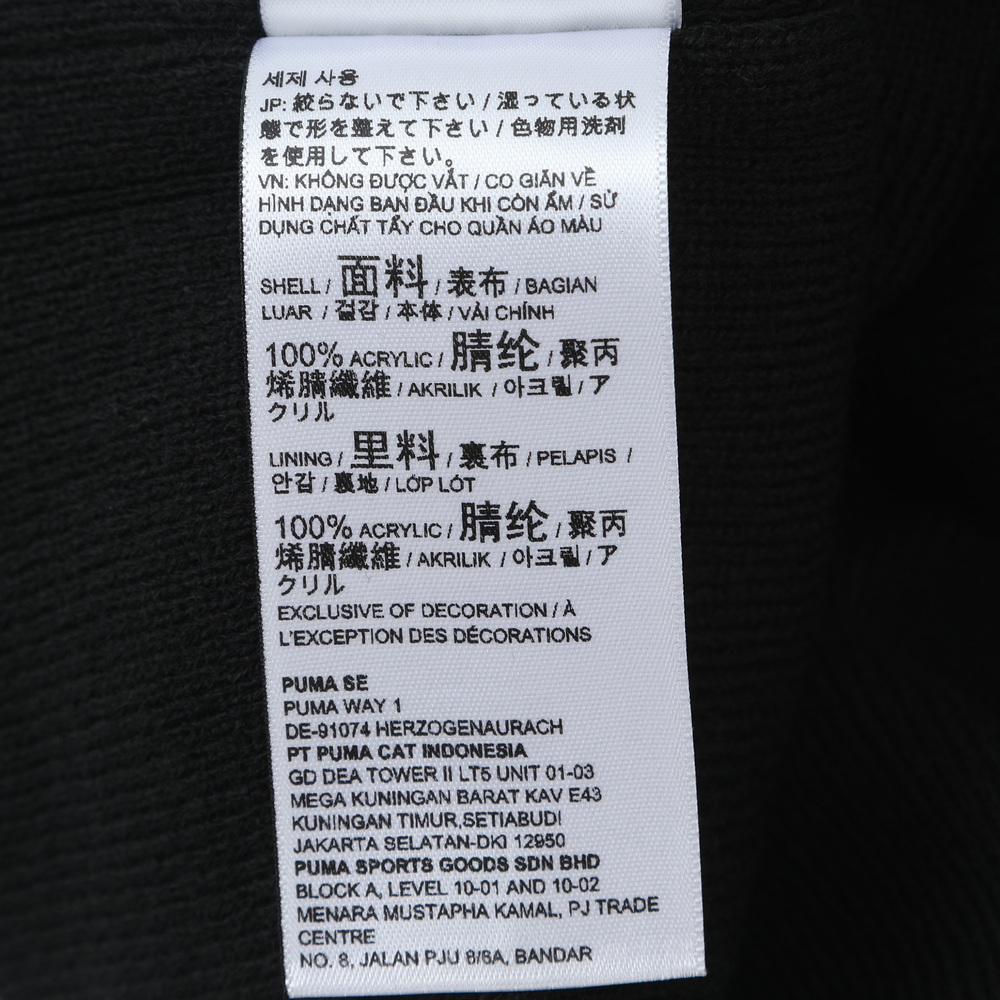 세제 사용
JP: 絞らないで下さい / 湿っている状
態で形を整えて下さい / 色物用洗剤
を使用して下さい。
VN: KHÔNG ĐƯỢC VẮT / CO GIÃN VỀ
HÌNH DẠNG BAN ĐẦU KHI CÒN ẨM / SỬ
DỤNG CHẤT TẨY CHO QUẦN ÁO MÀU
SHELL / 面料 / 表布 / BAGIAN
LUAR / 겉감 / 本体 / VẢI CHÍNH
100% ACRYLIC / 腈纶 / 聚丙
烯腈纖維 / AKRILIK / 아크릴 / ア
クリル
LINING / 里料 / 裏布 / PELAPIS /
안감 / 裏地 / LÓP LÓT
100% ACRYLIC / 腈纶 / 聚丙
烯腈纖維 / AKRILIK / 아크릴 / ア
クリル
EXCLUSIVE OF DECORATION / À
L'EXCEPTION DES DÉCORATIONS
PUMA SE
PUMA WAY 1
DE-91074 HERZOGENAURACH
PT PUMA CAT INDONESIA
GD DEA TOWER II LT5 UNIT 01-03
MEGA KUNINGAN BARAT KAV E43
KUNINGAN TIMUR,SETIABUDI
JAKARTA SELATAN-DKI 12950
PUMA SPORTS GOODS SDN BHD
BLOCK A, LEVEL 10-01 AND 10-02
MENARA MUSTAPHA KAMAL, PJ TRADE
CENTRE
NO. 8, JALAN PJU 8/8A, BANDAR